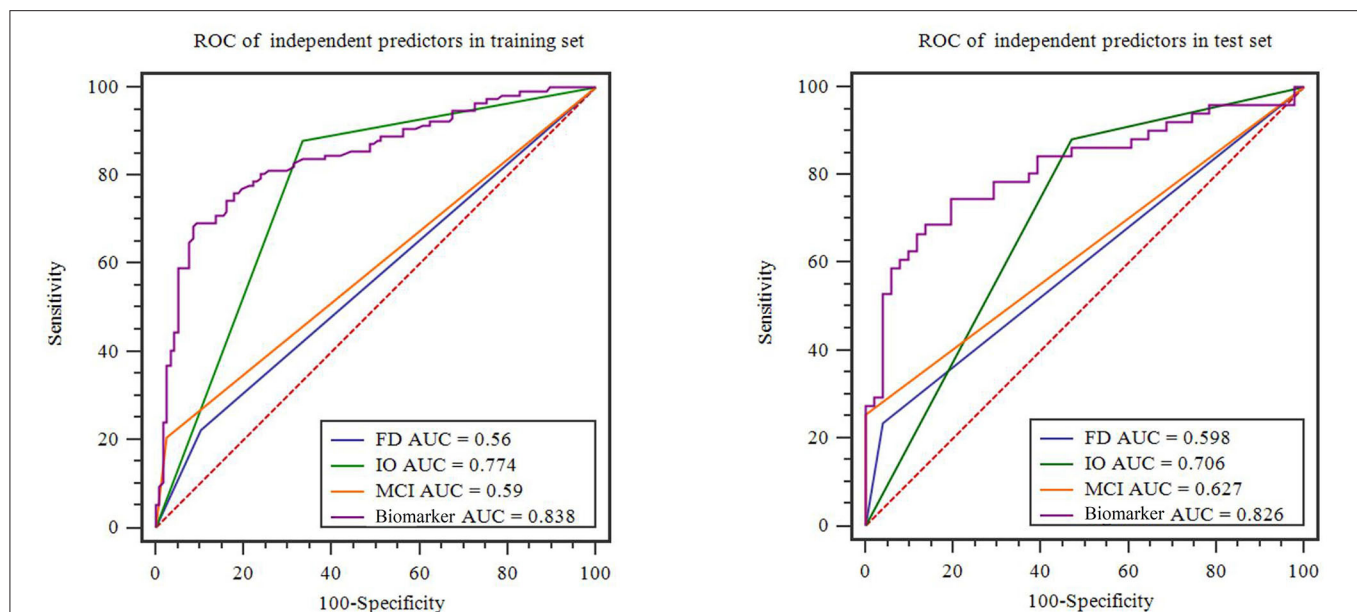 ROC of independent predictors in training set
100
80
60
40
20
0
Sensitivity
FD AUC = 0.56
IO AUC = 0.774
MCI AUC = 0.59
Biomarker AUC = 0.838
0 20 40 60 80 100
100-Specificity
ROC of independent predictors in test set
100
80
60
40
20
0
Sensitivity
FD AUC = 0.598
IO AUC = 0.706
MCI AUC = 0.627
Biomarker AUC = 0.826
0 20 40 60 80 100
100-Specificity